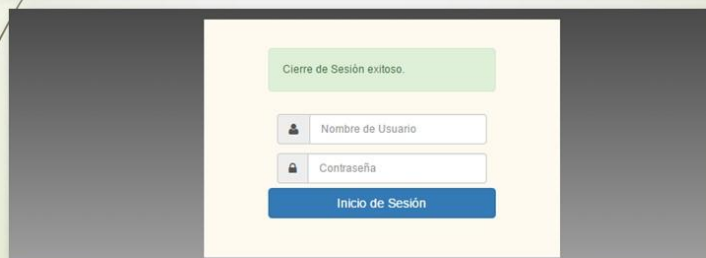 Cierre de Sesión exitoso.
Nombre de Usuario
Contraseña
Inicio de Sesión